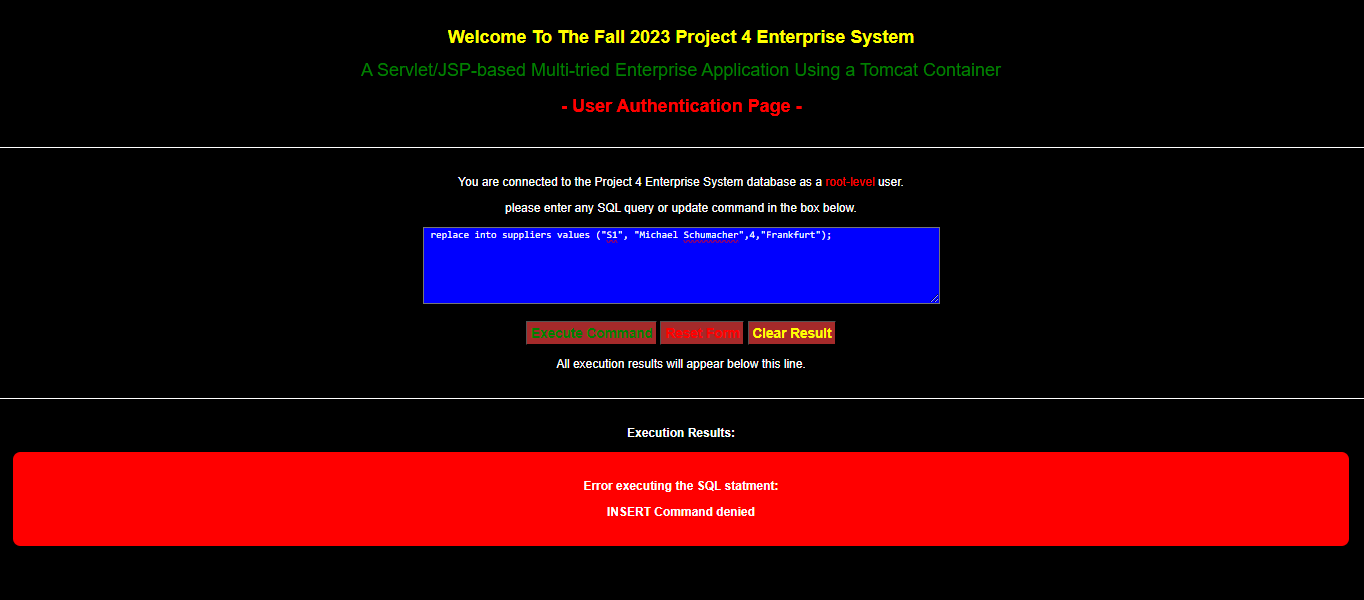 Welcome To The Fall 2023 Project 4 Enterprise System
A Servlet/JSP-based Multi-tried Enterprise Application Using a Tomcat Container
- User Authentication Page -
You are connected to the Project 4 Enterprise System database as a root-level user.
please enter any SQL query or update command in the box below.
replace into suppliers values ("S1", "Michael Schumacher",4,"Frankfurt");
Execute Command Reset Form Clear Result
All execution results will appear below this line.
Execution Results:
Error executing the SQL statment:
INSERT Command denied